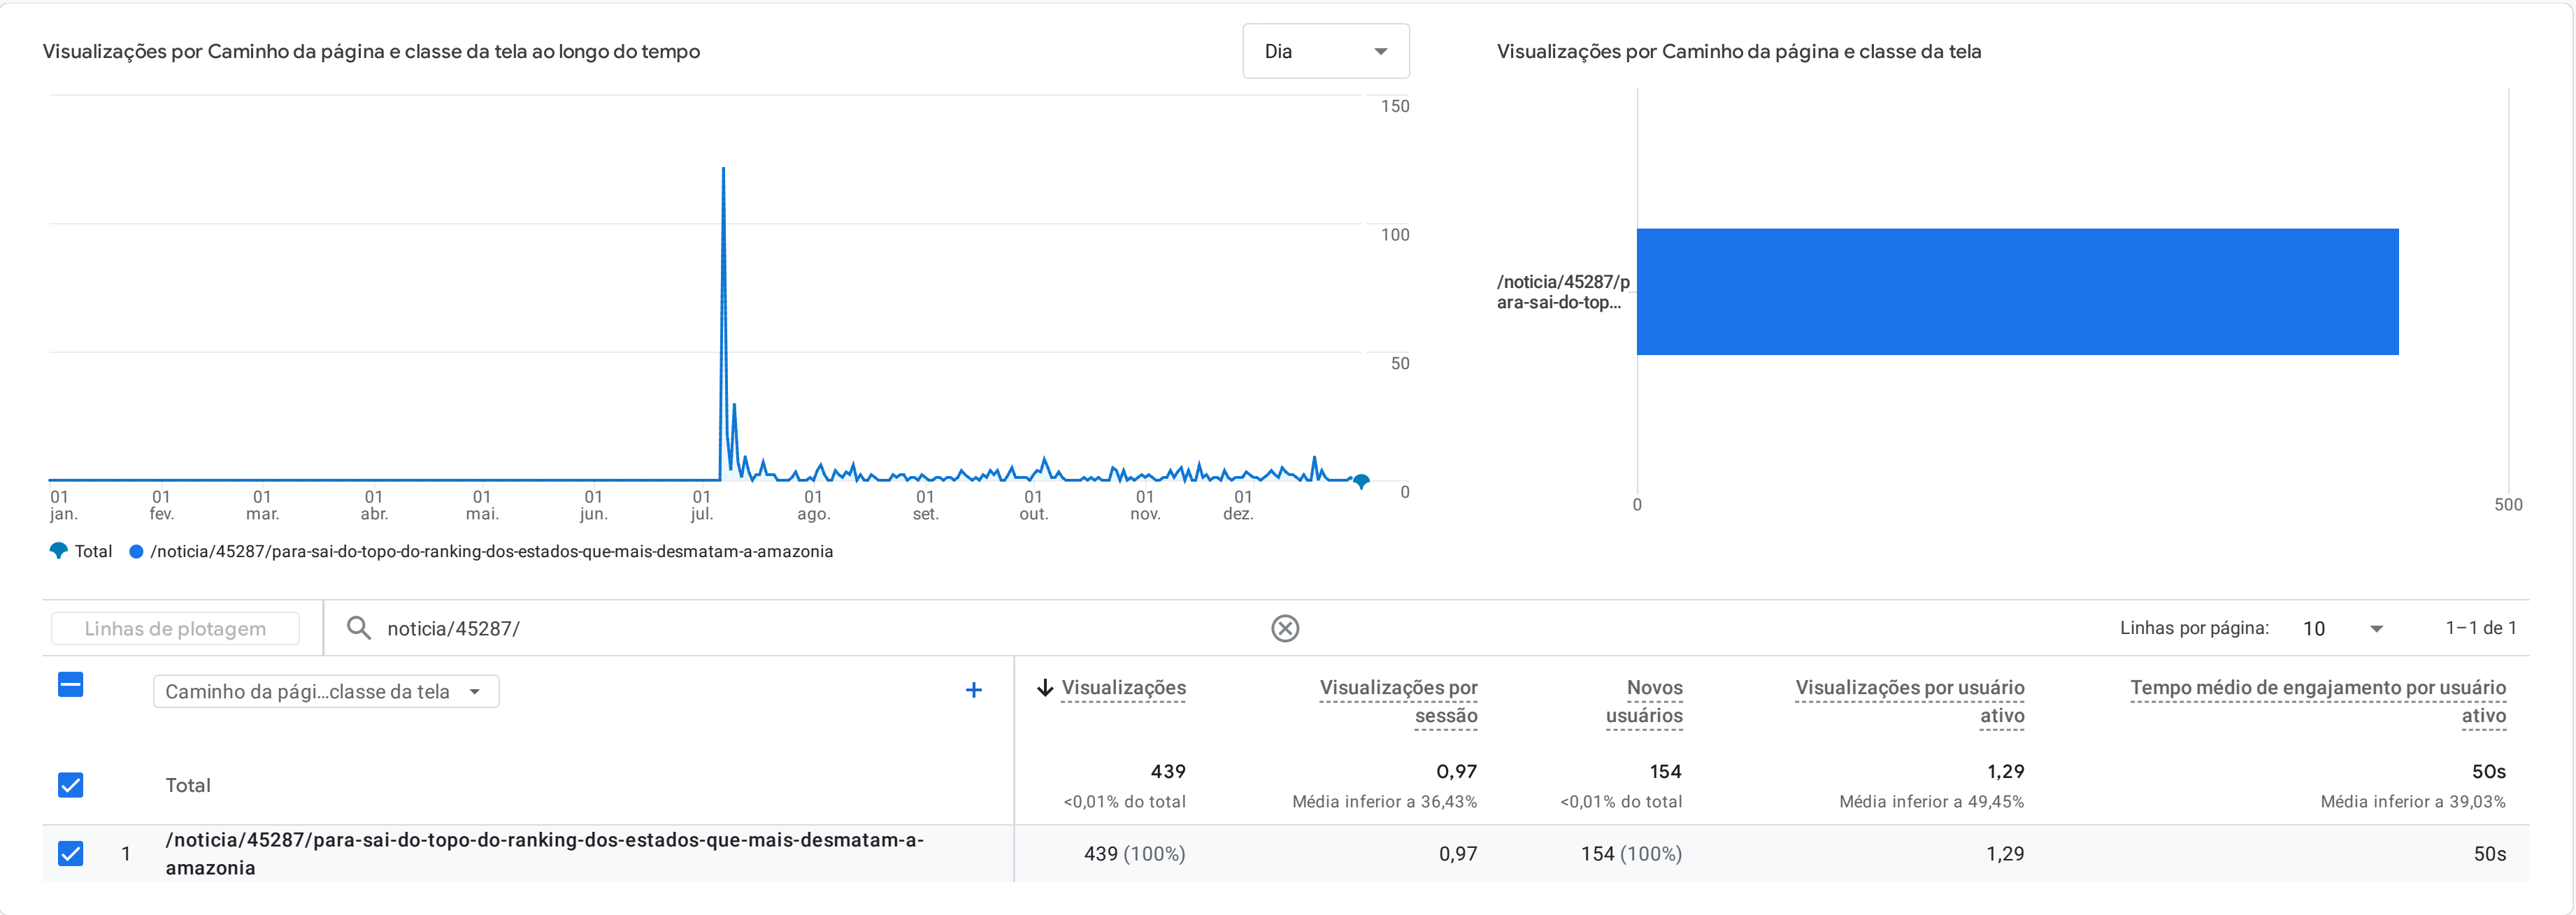 Visualizações por Caminho da página e classe da tela ao longo do tempo
Dia
150
100
50
0
01 jan.
01 fev.
01 mar.
01 abr.
01 mai.
01 jun.
01 jul.
01 ago.
01 set.
01 out.
01 nov.
01 dez.
Total
/noticia/45287/para-sai-do-topo-do-ranking-dos-estados-que-mais-desmatam-a-amazonia
Visualizações por Caminho da página e classe da tela
/noticia/45287/p
ara-sai-do-top...
0
500
Linhas de plotagem
noticia/45287/
Linhas por página:
10
1–1 de 1
Caminho da pági...classe da tela
+
Visualizações
Visualizações por
sessão
Novos
usuários
Visualizações por usuário
ativo
Tempo médio de engajamento por usuário
ativo
Total
439
<0,01% do total
0,97
Média inferior a 36,43%
154
<0,01% do total
1,29
Média inferior a 49,45%
50s
Média inferior a 39,03%
1
/noticia/45287/para-sai-do-topo-do-ranking-dos-estados-que-mais-desmatam-a-
amazonia
439 (100%)
0,97
154 (100%)
1,29
50s